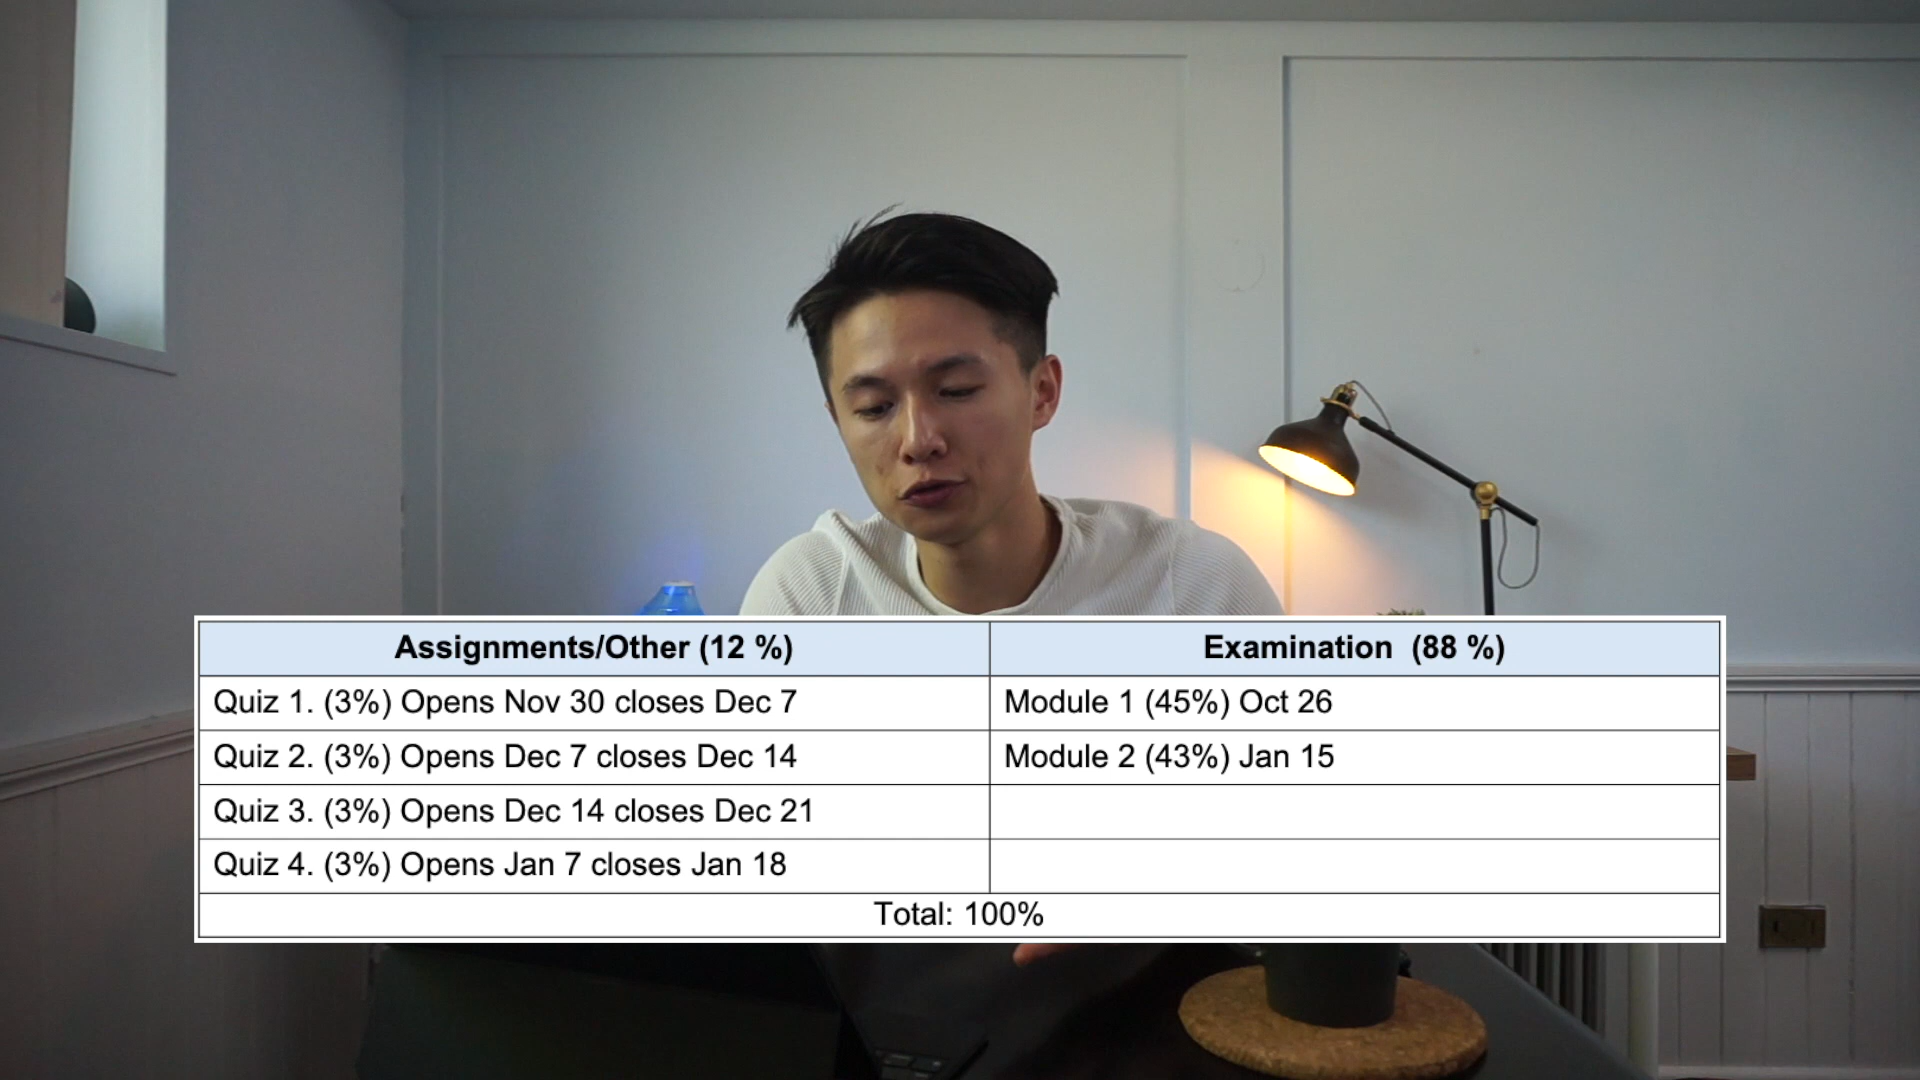 Assignments/Other (12 %) Examination (88 %)
Quiz 1. (3%) Opens Nov 30 closes Dec 7 Module 1 (45%) Oct 26
Quiz 2. (3%) Opens Dec 7 closes Dec 14 Module 2 (43%) Jan 15
Quiz 3. (3%) Opens Dec 14 closes Dec 21
Quiz 4. (3%) Opens Jan 7 closes Jan 18
Total: 100%